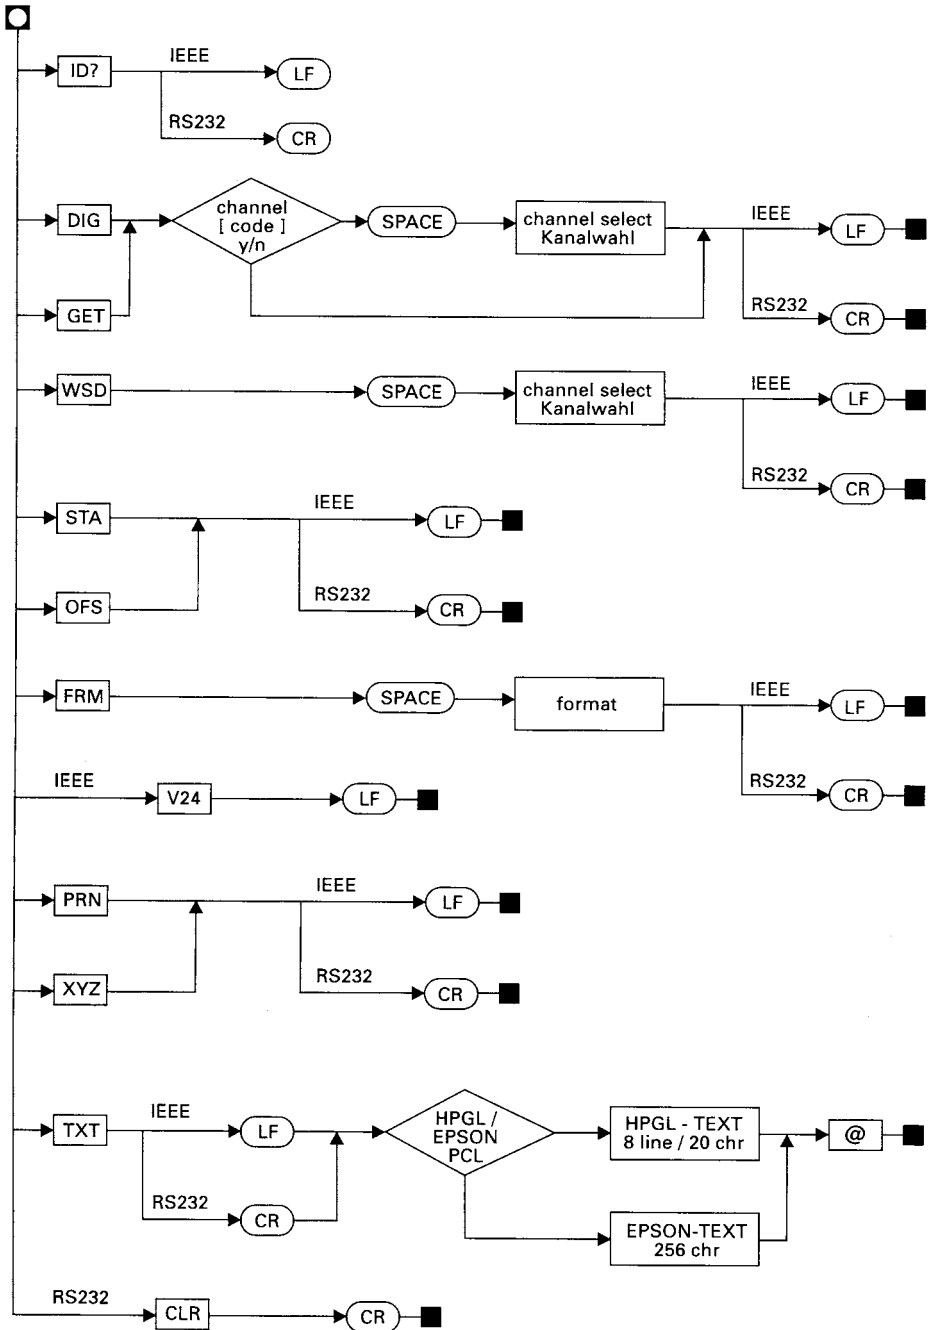 IEEE
ID?
LF
RS232
CR
channel
[ code ]
y/n
DIG
SPACE
channel select
Kanalwahl
IEEE
LF
GET
RS232
CR
WSD
SPACE
channel select
Kanalwahl
IEEE
LF
RS232
CR
STA
IEEE
LF
OFS
RS232
CR
FRM
SPACE
format
IEEE
LF
RS232
CR
IEEE
V24
LF
PRN
IEEE
LF
XYZ
RS232
CR
TXT
IEEE
LF
RS232
CR
HPGL /
EPSON
PCL
HPGL - TEXT
8 line / 20 chr
@
EPSON-TEXT
256 chr
RS232
CLR
CR